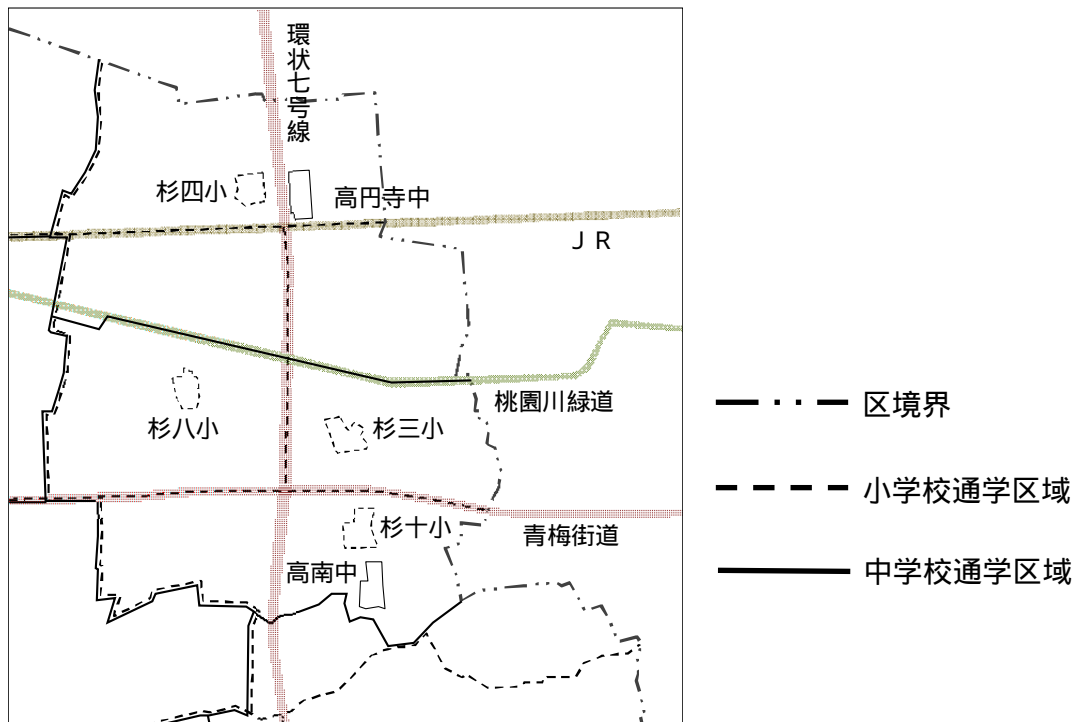 環状七号線
杉四小
高円寺中
ＪＲ
桃園川緑道
杉八小
杉三小
杉十小
青梅街道
高南中
区境界
小学校通学区域
中学校通学区域